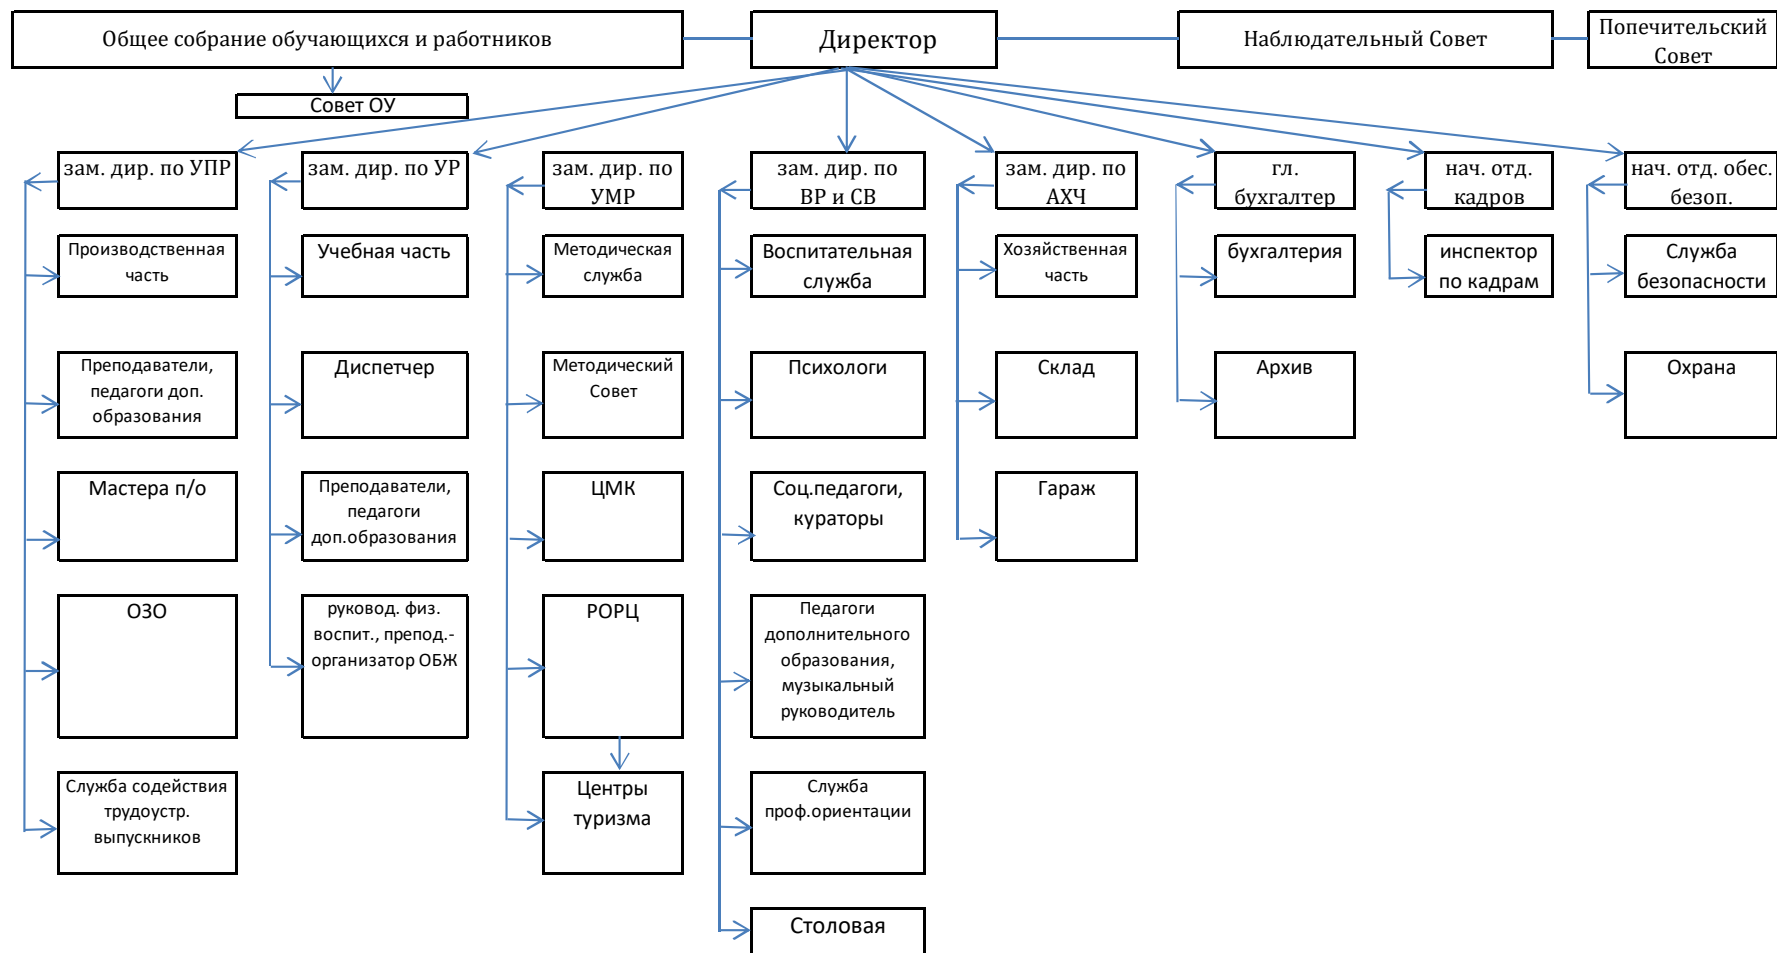 Общее собрание обучающихся и работников
Директор
Наблюдательный Совет
Попечительский
Совет
Совет ОУ
зам. дир. по УПР
зам. дир. по УР
зам. дир. по
УМР
зам. дир. по
ВР и СВ
зам. дир. по
АХЧ
гл.
бухгалтер
нач. отд.
кадров
нач. отд. обес.
безоп.
Производственная
часть
Учебная часть
Методическая
служба
Воспитательная
служба
Хозяйственная
часть
бухгалтерия
инспектор
по кадрам
Служба
безопасности
Преподаватели,
педагоги доп.
образования
Диспетчер
Методический
Совет
Психологи
Склад
Архив
Охрана
Мастера п/о
Преподаватели,
педагоги
доп.образования
ЦМК
Соц.педагоги,
кураторы
Гараж
ОЗО
руковод. физ.
воспит., препод.-
организатор ОБЖ
РОРЦ
Педагоги
дополнительного
образования,
музыкальный
руководитель
Служба содействия
трудоустр.
выпускников
Центры
туризма
Служба
проф.ориентации
Столовая